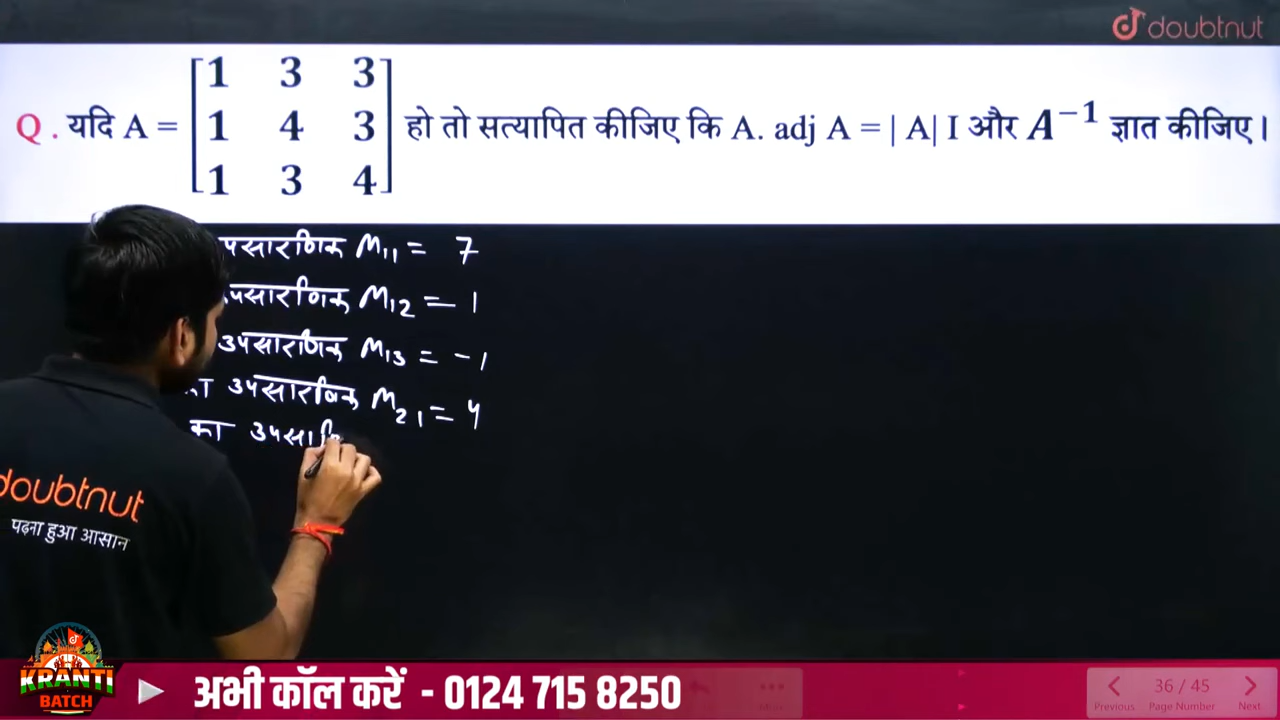 doubtnut
Q . यदि A = [1 3 3
1 4 3
1 3 4] हो तो सत्यापित कीजिए कि A. adj A = | A| I और A⁻¹ ज्ञात कीजिए।
उपसारणिक M₁₁ = 7
उपसारणिक M₁₂ = 1
उपसारणिक M₁₃ = -1
का उपसारणिक M₂₁ =
का
doubtnut
पढ़ना हुआ आसान
KRANTI
BATCH
अभी कॉल करें - 0124 715 8250
36 / 45
Previous Page Number Next